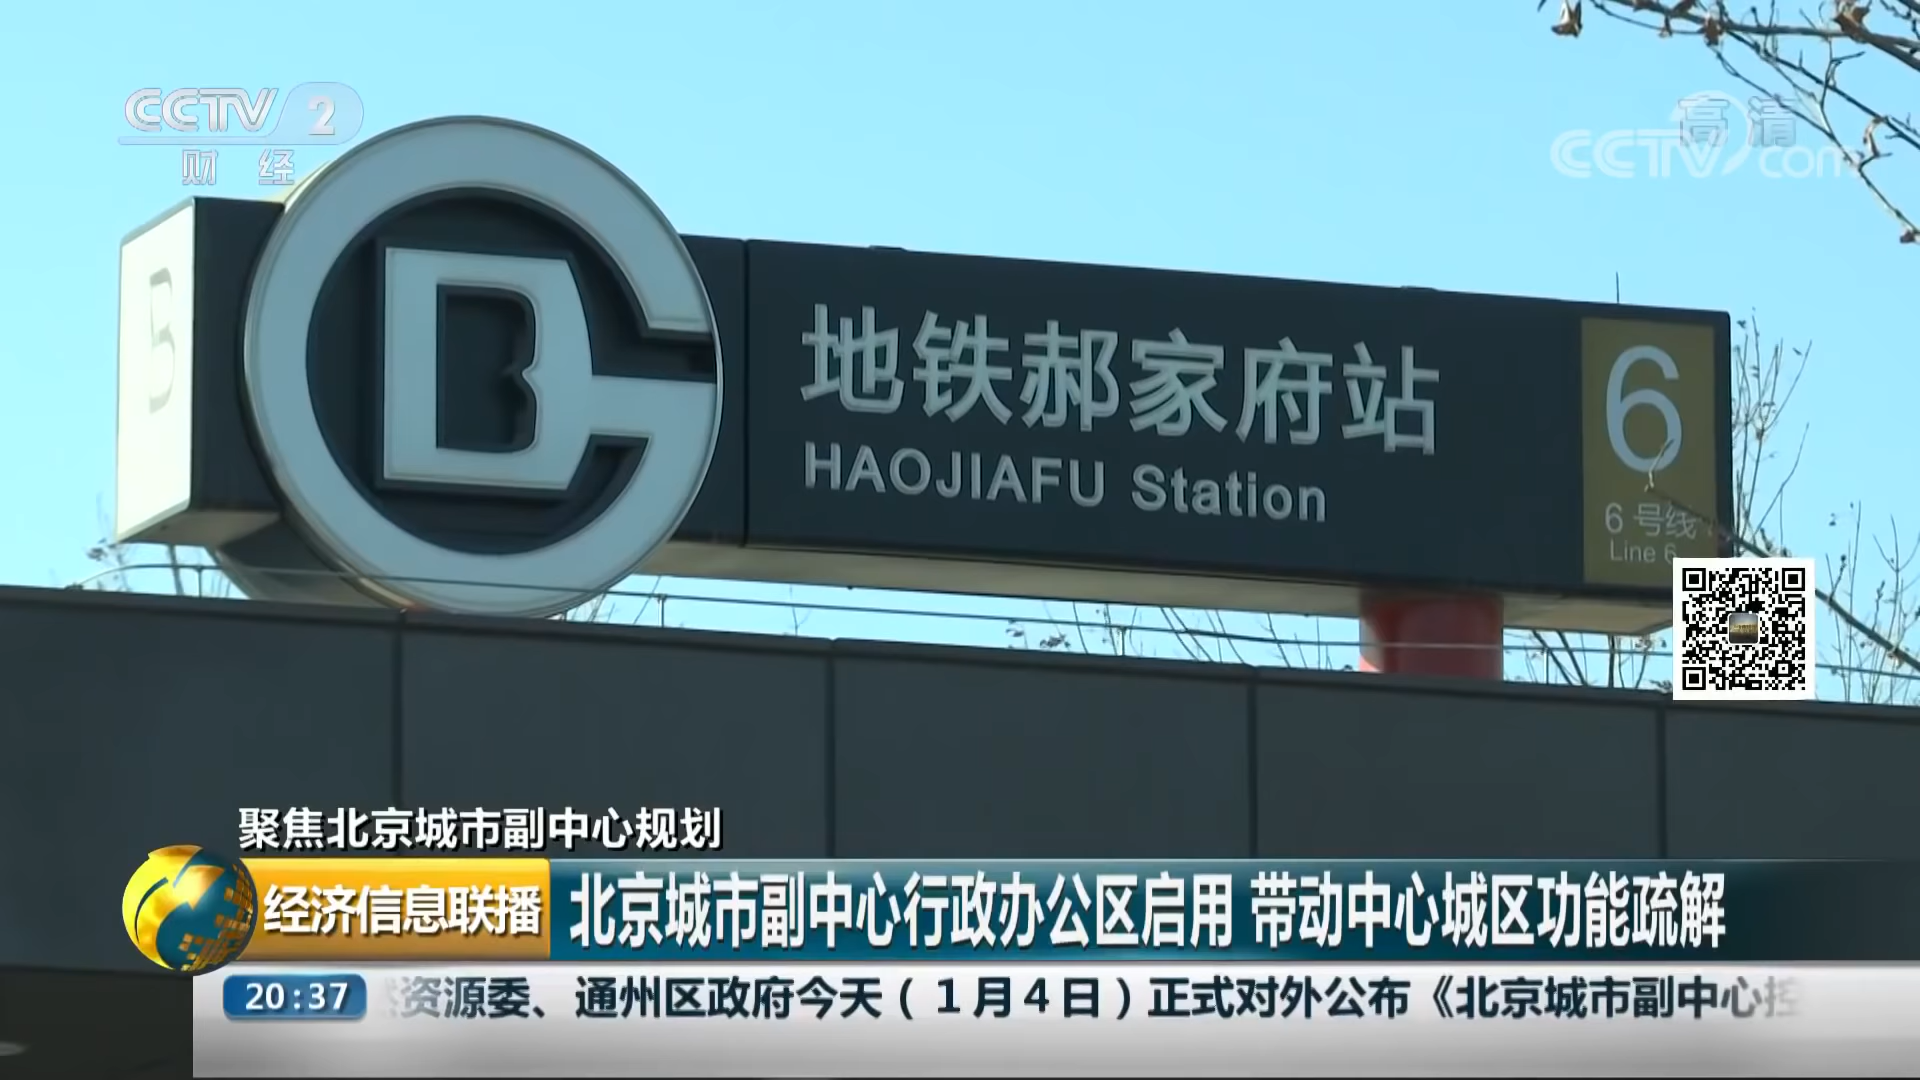 CCTV 2
财 经
高清
CCTV.com
B
地铁郝家府站
HAOJIAFU Station
6
6 号线
Line 6
聚焦北京城市副中心规划
经济信息联播
北京城市副中心行政办公区启用 带动中心城区功能疏解
20:37
资源委、通州区政府今天（1月4日）正式对外公布《北京城市副中心控